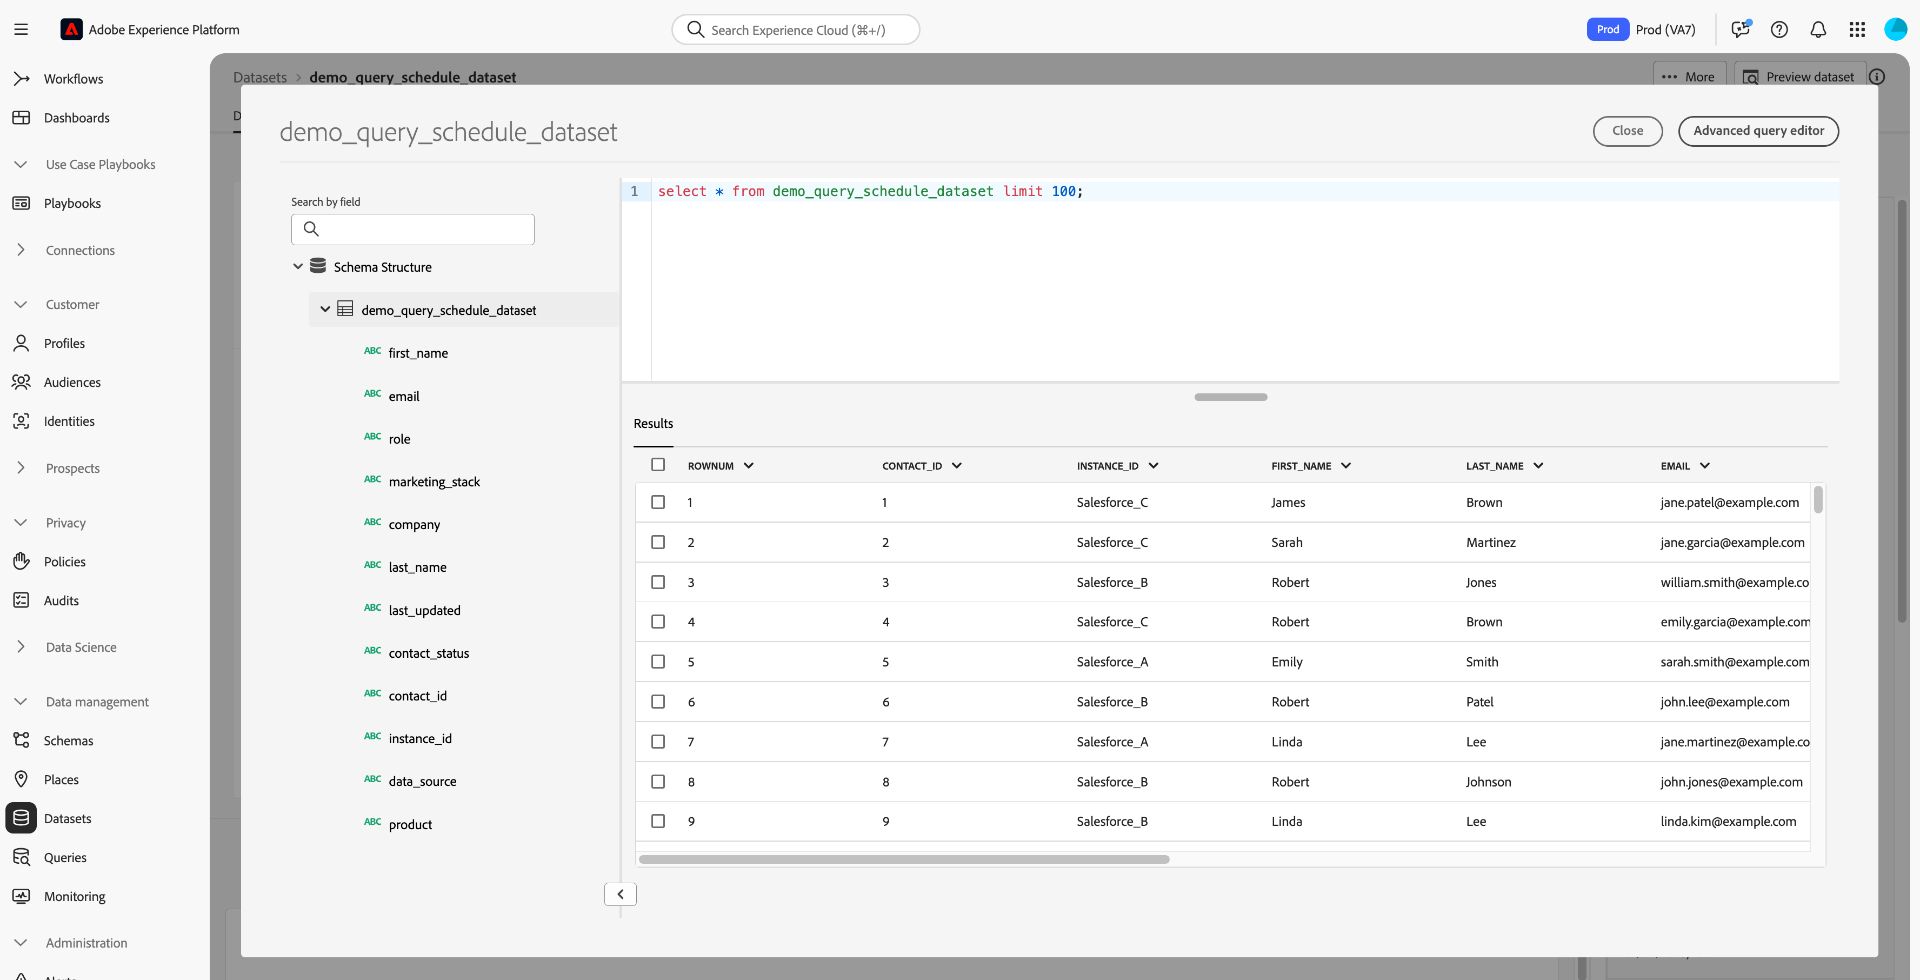 Adobe Experience Platform
Search Experience Cloud (⌘+/)
Prod
Prod (VA7)
Workflows
Dashboards
Use Case Playbooks
Playbooks
Connections
Customer
Profiles
Audiences
Identities
Prospects
Privacy
Policies
Audits
Data Science
Data management
Schemas
Places
Datasets
Queries
Monitoring
Administration
Alerts
Datasets > demo_query_schedule_dataset
••• More
Preview dataset
D
demo_query_schedule_dataset
Close
Advanced query editor
Search by field
Schema Structure
demo_query_schedule_dataset
ABC first_name
ABC email
ABC role
ABC marketing_stack
ABC company
ABC last_name
ABC last_updated
ABC contact_status
ABC contact_id
ABC instance_id
ABC data_source
ABC product
1 select * from demo_query_schedule_dataset limit 100;
Results
ROWNUM CONTACT_ID INSTANCE_ID FIRST_NAME LAST_NAME EMAIL
1 1 Salesforce_C James Brown jane.patel@example.com
2 2 Salesforce_C Sarah Martinez jane.garcia@example.com
3 3 Salesforce_B Robert Jones william.smith@example.co
4 4 Salesforce_C Robert Brown emily.garcia@example.com
5 5 Salesforce_A Emily Smith sarah.smith@example.com
6 6 Salesforce_B Robert Patel john.lee@example.com
7 7 Salesforce_A Linda Lee jane.martinez@example.co
8 8 Salesforce_B Robert Johnson john.jones@example.com
9 9 Salesforce_B Linda Lee linda.kim@example.com